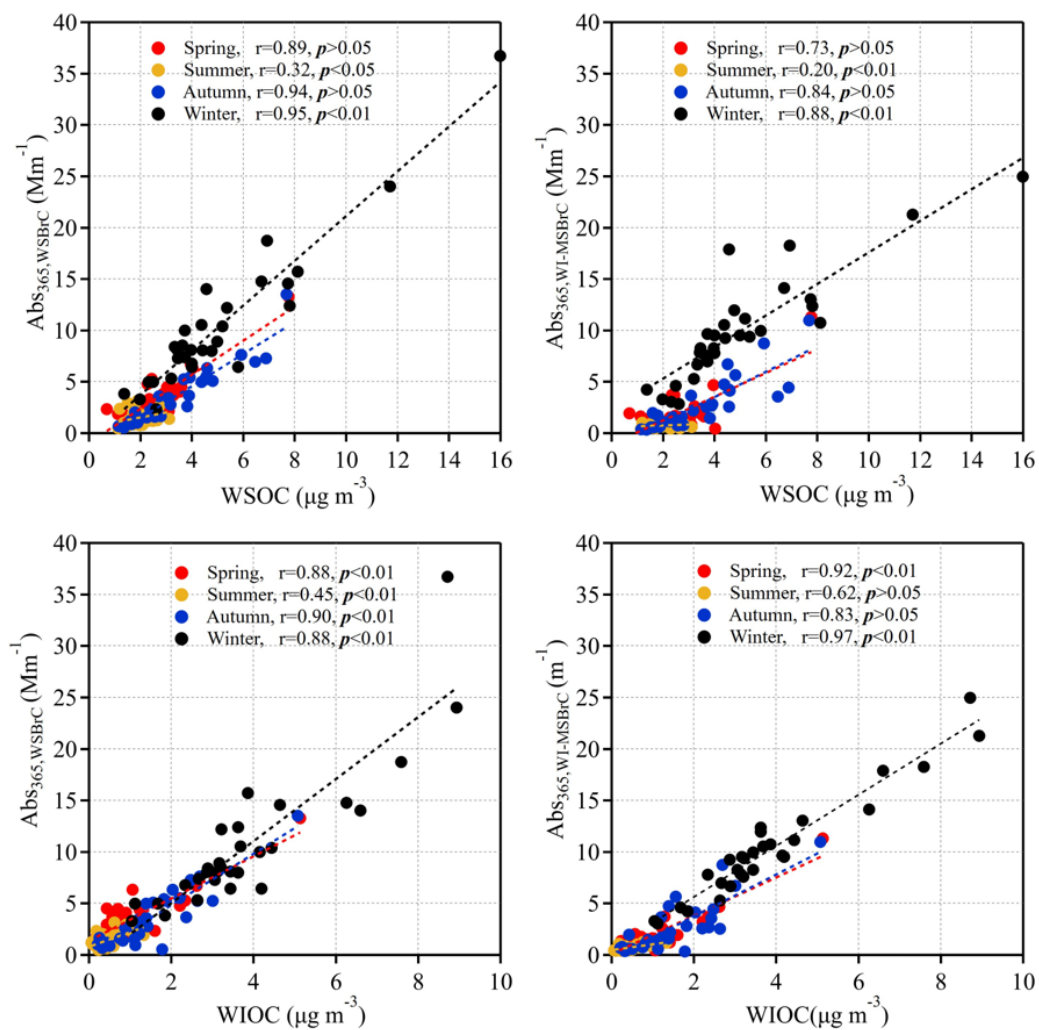 40
35
30
25
20
15
10
5
0
Abs365,WSBrC (Mm-1)
Spring, r=0.89, p>0.05
Summer, r=0.32, p<0.05
Autumn, r=0.94, p>0.05
Winter, r=0.95, p<0.01
0 2 4 6 8 10 12 14 16
WSOC (μg m-3)
40
35
30
25
20
15
10
5
0
Abs365,WI-MSBrC (Mm-1)
Spring, r=0.73, p>0.05
Summer, r=0.20, p<0.01
Autumn, r=0.84, p>0.05
Winter, r=0.88, p<0.01
0 2 4 6 8 10 12 14 16
WSOC (μg m-3)
40
35
30
25
20
15
10
5
0
Abs365,WSBrC (Mm-1)
Spring, r=0.88, p<0.01
Summer, r=0.45, p<0.01
Autumn, r=0.90, p<0.01
Winter, r=0.88, p<0.01
0 2 4 6 8 10
WIOC (μg m-3)
40
35
30
25
20
15
10
5
0
Abs365,WI-MSBrC (m-1)
Spring, r=0.92, p<0.01
Summer, r=0.62, p>0.05
Autumn, r=0.83, p>0.05
Winter, r=0.97, p<0.01
0 2 4 6 8 10
WIOC(μg m-3)